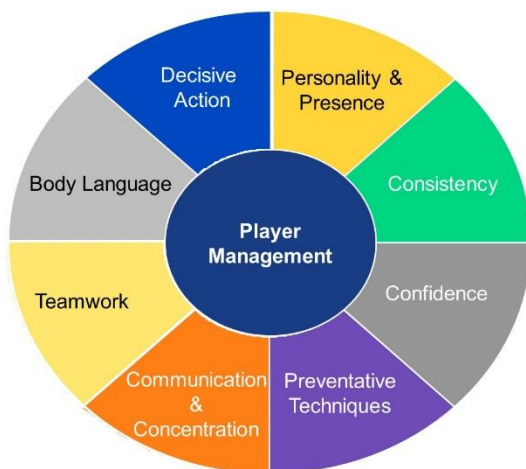 Decisive
Action
Personality &
Presence
Body Language
Consistency
Player
Management
Teamwork
Confidence
Communication
&
Concentration
Preventative
Techniques